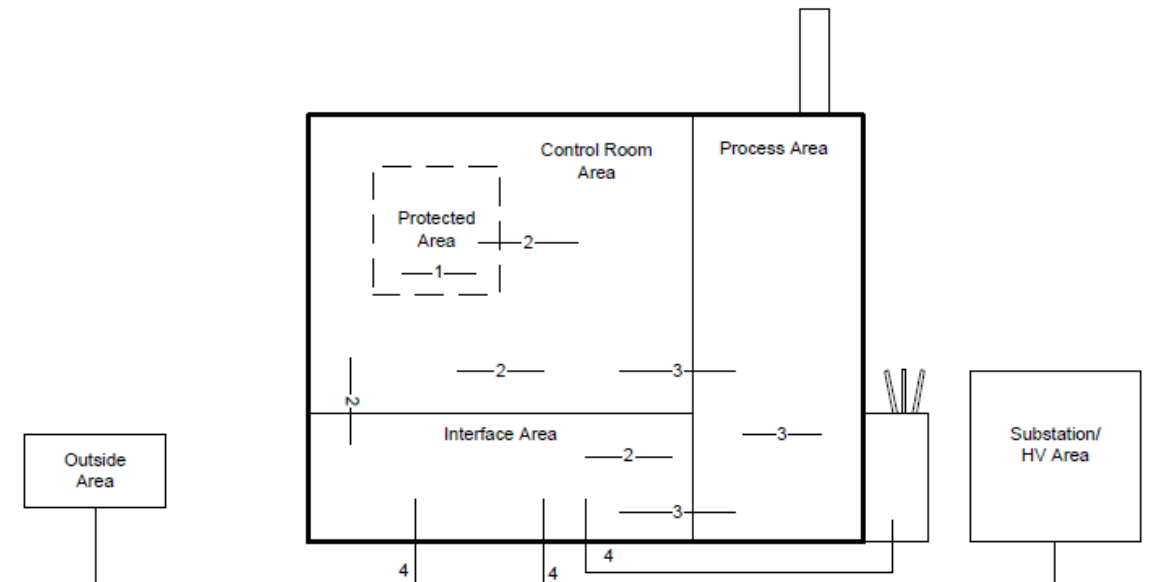 Control Room
Area
Process Area
Protected
Area
2
1
2
3
2
Interface Area
3
2
Outside
Area
Substation/
HV Area
3
4
4
4